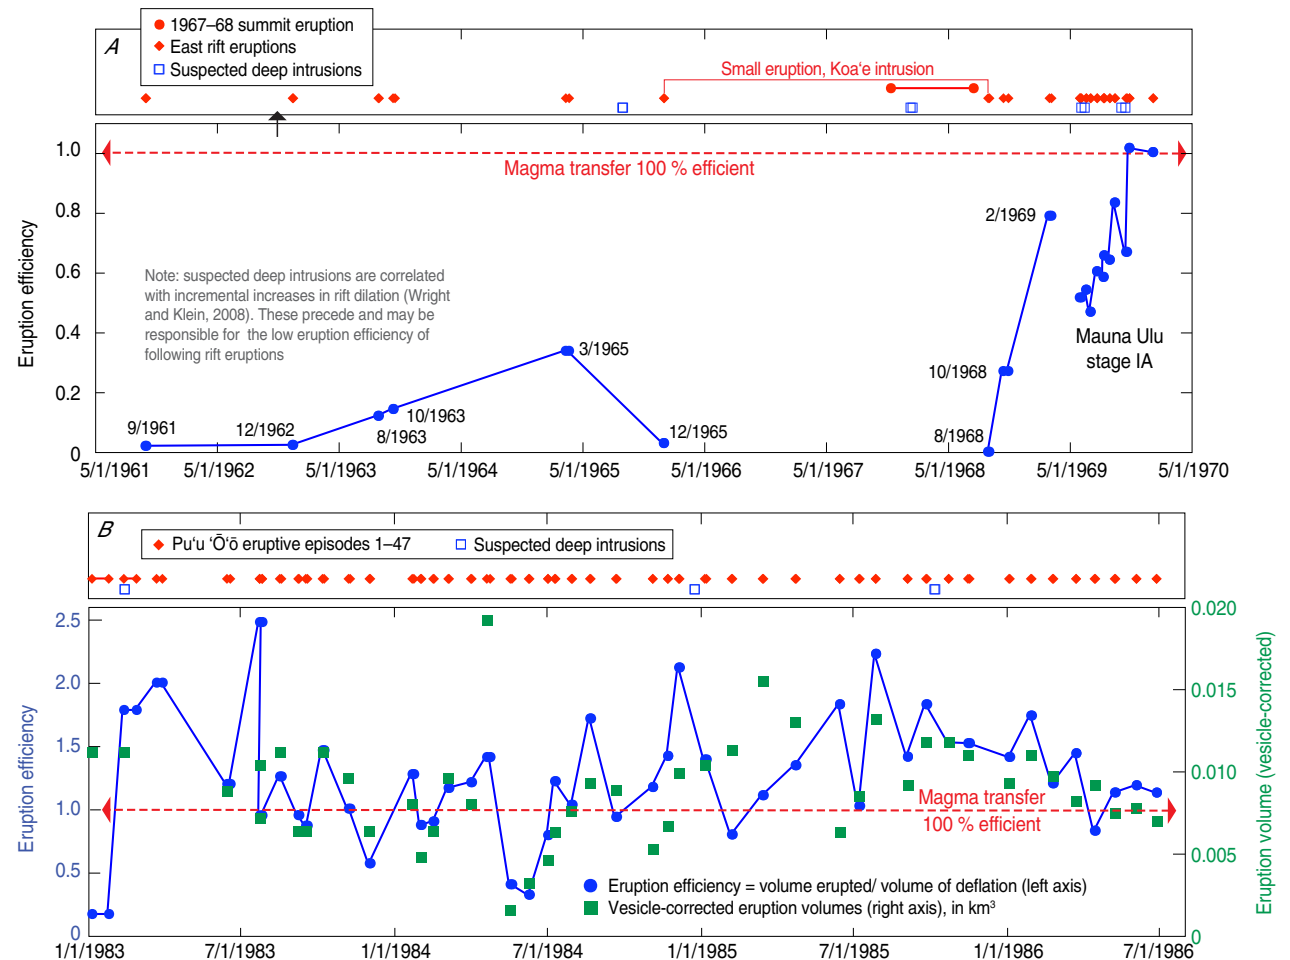 A
1967–68 summit eruption
East rift eruptions
Suspected deep intrusions
Small eruption, Koa‘e intrusion
1.0
0.8
0.6
0.4
0.2
0
Eruption efficiency
Magma transfer 100 % efficient
Note: suspected deep intrusions are correlated
with incremental increases in rift dilation (Wright
and Klein, 2008). These precede and may be
responsible for the low eruption efficiency of
following rift eruptions
9/1961
12/1962
8/1963
10/1963
3/1965
12/1965
8/1968
10/1968
2/1969
Mauna Ulu
stage IA
5/1/1961
5/1/1962
5/1/1963
5/1/1964
5/1/1965
5/1/1966
5/1/1967
5/1/1968
5/1/1969
5/1/1970
B
Pu‘u ‘Ō‘ō eruptive episodes 1–47
Suspected deep intrusions
2.5
2.0
1.5
1.0
0.5
0
Eruption efficiency
0.020
0.015
0.010
0.005
0
Eruption volume (vesicle-corrected)
Magma transfer
100 % efficient
Eruption efficiency = volume erupted/ volume of deflation (left axis)
Vesicle-corrected eruption volumes (right axis), in km³
1/1/1983
7/1/1983
1/1/1984
7/1/1984
1/1/1985
7/1/1985
1/1/1986
7/1/1986